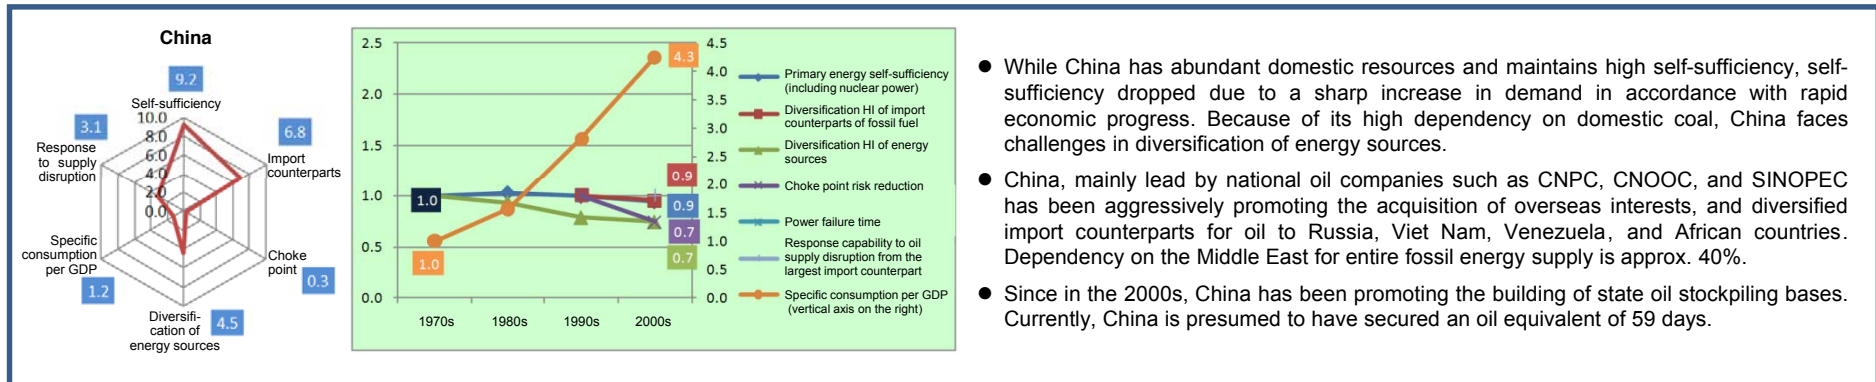 China
9.2
Self-sufficiency
10.0
8.0
6.0
4.0
2.0
0.0
6.8
Import
counterparts
Choke
point
0.3
Diversifi-
cation of
energy sources
4.5
Specific
consumption
per GDP
1.2
3.1
Response
to supply
disruption
2.5
2.0
1.5
1.0
0.5
0.0
4.5
4.0
3.5
3.0
2.5
2.0
1.5
1.0
0.5
0.0
1970s 1980s 1990s 2000s
1.0
1.0
4.3
0.9
0.9
0.7
0.7
Primary energy self-sufficiency
(including nuclear power)
Diversification HI of import
counterparts of fossil fuel
Diversification HI of energy
sources
Choke point risk reduction
Power failure time
Response capability to oil
supply disruption from the
largest import counterpart
Specific consumption per GDP
(vertical axis on the right)
● While China has abundant domestic resources and maintains high self-sufficiency, self-
sufficiency dropped due to a sharp increase in demand in accordance with rapid
economic progress. Because of its high dependency on domestic coal, China faces
challenges in diversification of energy sources.
● China, mainly lead by national oil companies such as CNPC, CNOOC, and SINOPEC
has been aggressively promoting the acquisition of overseas interests, and diversified
import counterparts for oil to Russia, Viet Nam, Venezuela, and African countries.
Dependency on the Middle East for entire fossil energy supply is approx. 40%.
● Since in the 2000s, China has been promoting the building of state oil stockpiling bases.
Currently, China is presumed to have secured an oil equivalent of 59 days.